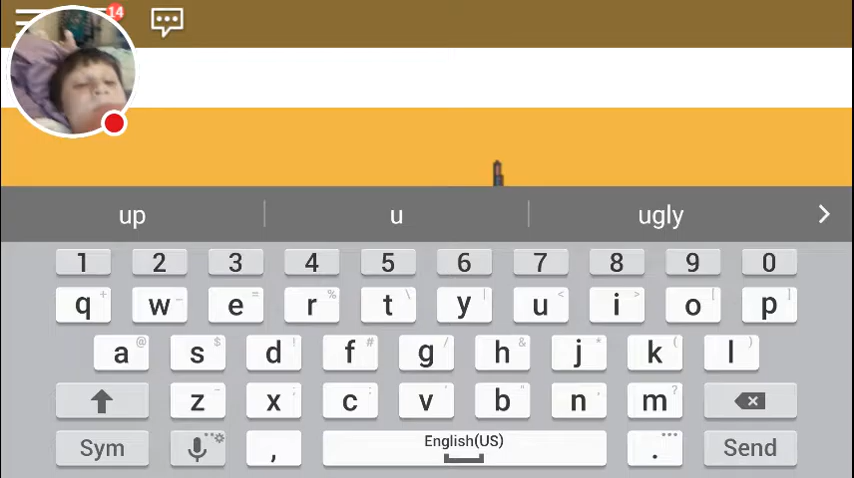 14
up u ugly
1 2 3 4 5 6 7 8 9 0
q w e r t y u i o p
a s d f g h j k l
z x c v b n m
Sym , English(US) . Send